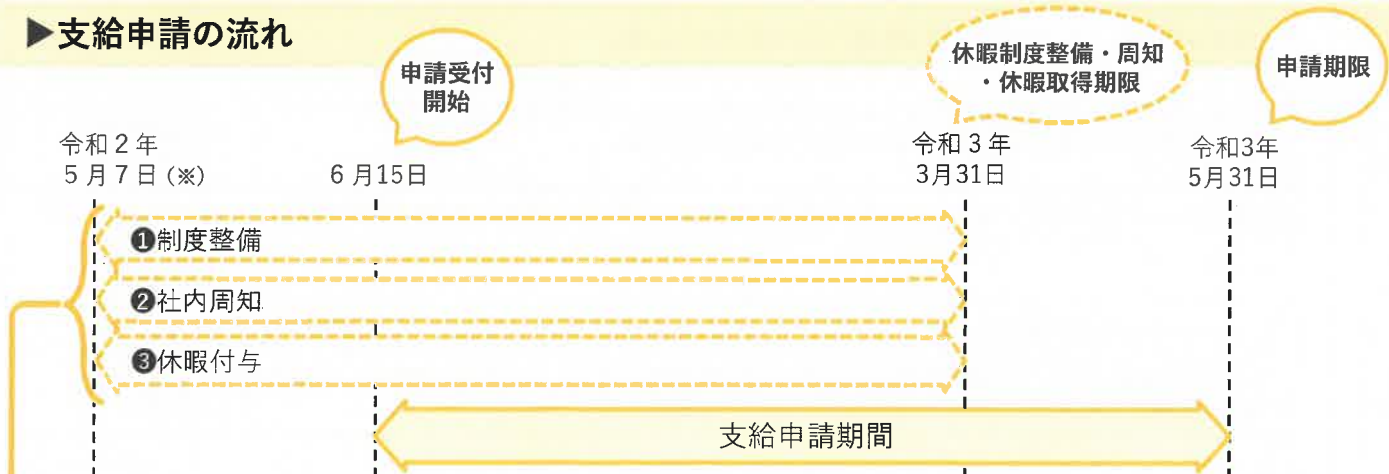 ▶支給申請の流れ
申請受付
開始
休暇制度整備・周知
・休暇取得期限
申請期限
令和2年
5月7日(※)
6月15日
令和3年
3月31日
令和3年
5月31日
❶制度整備
❷社内周知
❸休暇付与
支給申請期間